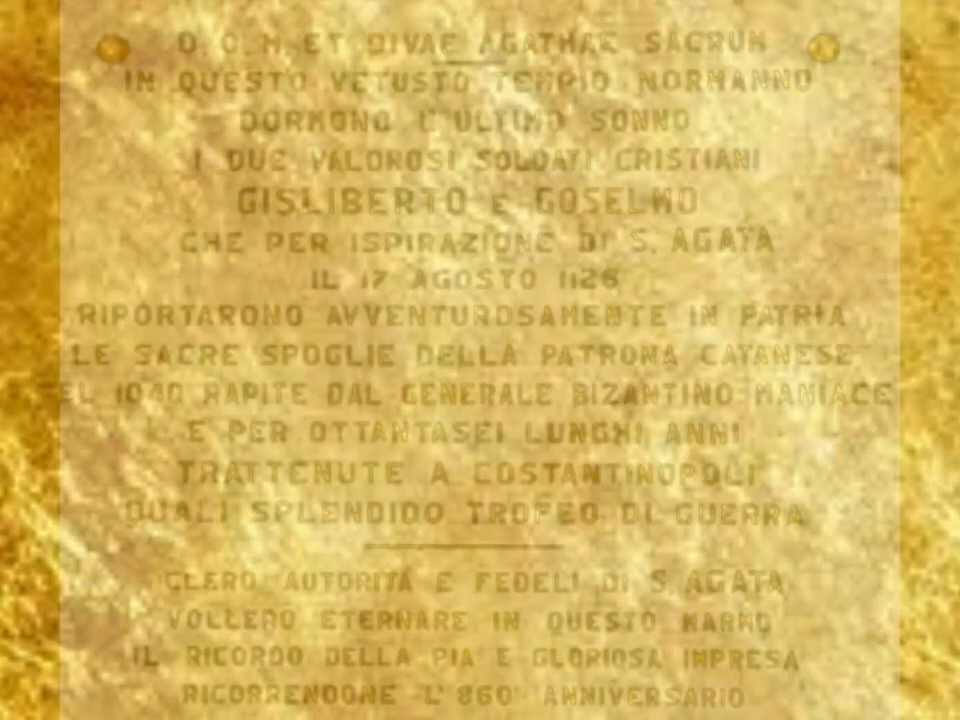 D. O. M. ET DIVAE AGATHAE SACRUM
IN QUESTO VETUSTO TEMPIO NORMANNO
DORMONO L'ULTIMO SONNO
I DUE VALOROSI SOLDATI CRISTIANI
GISLIBERTO E GOSELMO
CHE PER ISPIRAZIONE DI S. AGATA
IL 17 AGOSTO 1126
RIPORTARONO AVVENTUROSAMENTE IN PATRIA
LE SACRE SPOGLIE DELLA PATRONA CATANESE
EL 1040 RAPITE DAL GENERALE BIZANTINO MANIACE
E PER OTTANTASEI LUNGHI ANNI
TRATTENUTE A COSTANTINOPOLI
QUALI SPLENDIDO TROFEO DI GUERRA
CLERO AUTORITÀ E FEDELI DI S. AGATA
VOLLERO ETERNARE IN QUESTO MARMO
IL RICORDO DELLA PIA E GLORIOSA IMPRESA
RICORRENDONE L'860° ANNIVERSARIO